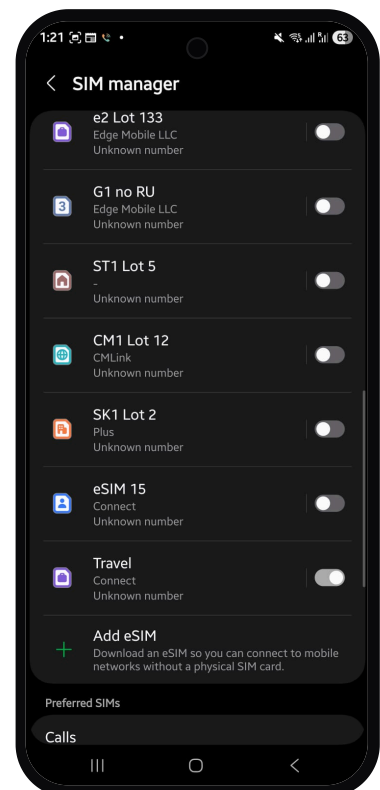 1:21
63
SIM manager
e2 Lot 133
Edge Mobile LLC
Unknown number
3
G1 no RU
Edge Mobile LLC
Unknown number
ST1 Lot 5
-
Unknown number
CM1 Lot 12
CMLink
Unknown number
SK1 Lot 2
Plus
Unknown number
eSIM 15
Connect
Unknown number
Travel
Connect
Unknown number
Add eSIM
Download an eSIM so you can connect to mobile
networks without a physical SIM card.
Preferred SIMs
Calls